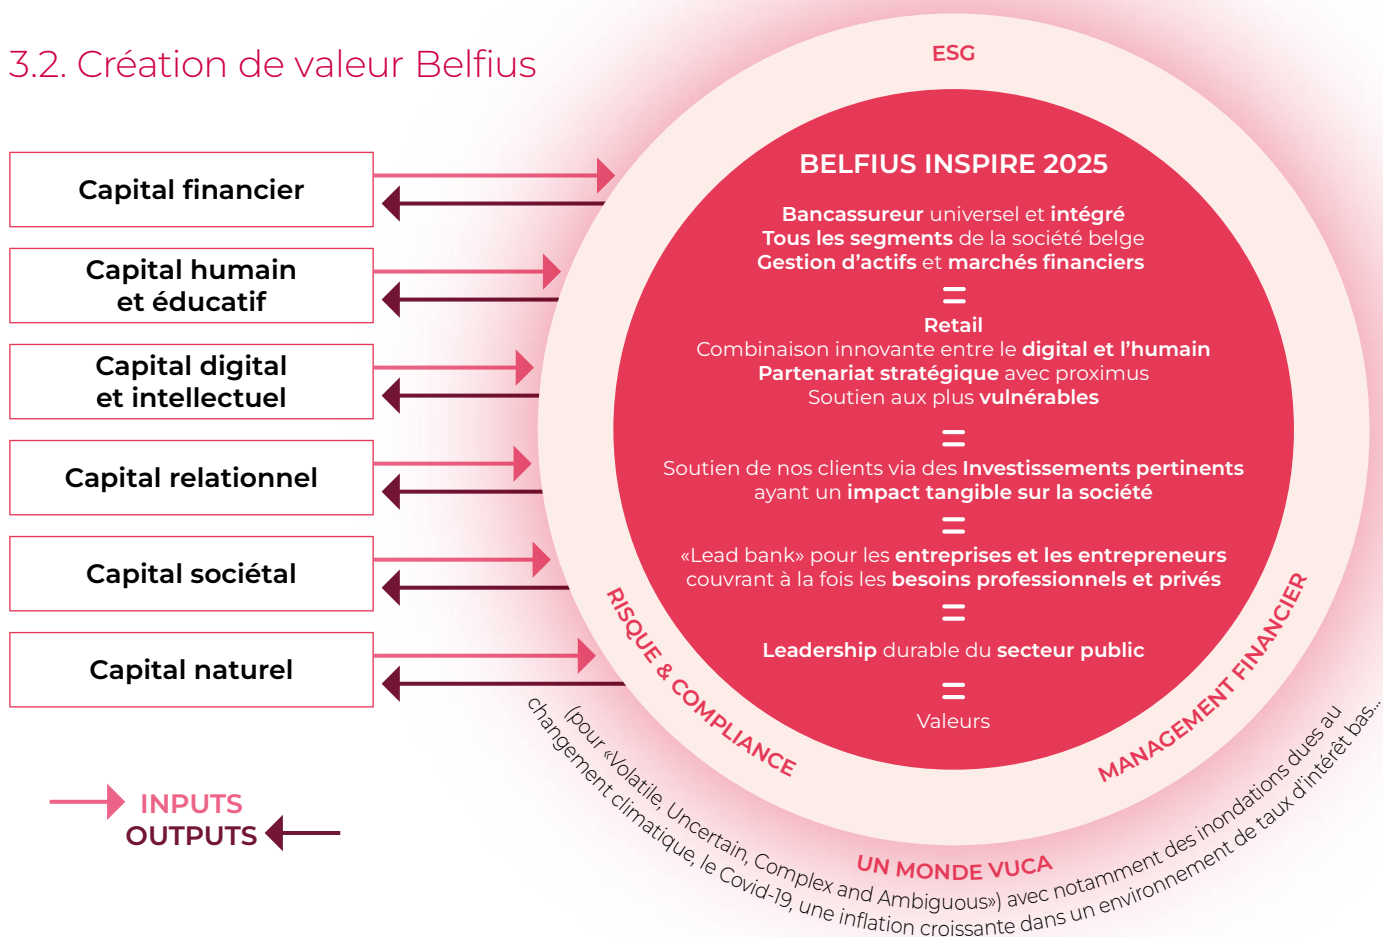 3.2. Création de valeur Belfius
Capital financier
Capital humain
et éducatif
Capital digital
et intellectuel
Capital relationnel
Capital sociétal
Capital naturel
INPUTS
OUTPUTS
ESG
BELFIUS INSPIRE 2025
Bancassureur universel et intégré
Tous les segments de la société belge
Gestion d’actifs et marchés financiers
=
Retail
Combinaison innovante entre le digital et l’humain
Partenariat stratégique avec proximus
Soutien aux plus vulnérables
=
Soutien de nos clients via des Investissements pertinents
ayant un impact tangible sur la société
=
«Lead bank» pour les entreprises et les entrepreneurs
couvrant à la fois les besoins professionnels et privés
=
Leadership durable du secteur public
=
Valeurs
RISQUE & COMPLIANCE
MANAGEMENT FINANCIER
UN MONDE VUCA
(pour «Volatile, Uncertain, Complex and Ambiguous») avec notamment des inondations dues au
changement climatique, le Covid-19, une inflation croissante dans un environnement de taux d’intérêt bas...